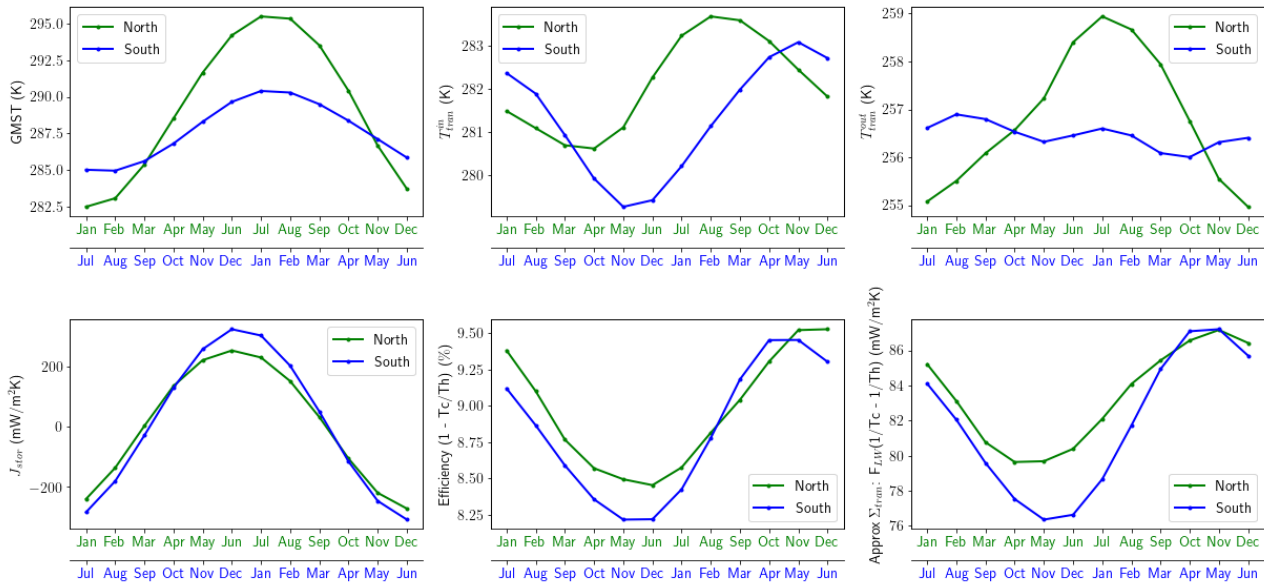 GMST (K)
295.0
292.5
290.0
287.5
285.0
282.5
North
South
Jan Feb Mar Apr May Jun Jul Aug Sep Oct Nov Dec
Jul Aug Sep Oct Nov Dec Jan Feb Mar Apr May Jun
T_{tran}^{in} (K)
283
282
281
280
North
South
Jan Feb Mar Apr May Jun Jul Aug Sep Oct Nov Dec
Jul Aug Sep Oct Nov Dec Jan Feb Mar Apr May Jun
T_{tran}^{out} (K)
259
258
257
256
255
North
South
Jan Feb Mar Apr May Jun Jul Aug Sep Oct Nov Dec
Jul Aug Sep Oct Nov Dec Jan Feb Mar Apr May Jun
J_{stor} (mW/m²K)
200
0
−200
North
South
Jan Feb Mar Apr May Jun Jul Aug Sep Oct Nov Dec
Jul Aug Sep Oct Nov Dec Jan Feb Mar Apr May Jun
Efficiency (1 - Tc/Th) (%)
9.50
9.25
9.00
8.75
8.50
8.25
North
South
Jan Feb Mar Apr May Jun Jul Aug Sep Oct Nov Dec
Jul Aug Sep Oct Nov Dec Jan Feb Mar Apr May Jun
Approx Σ_{tran}: F_{LW}(1/Tc - 1/Th) (mW/m²K)
86
84
82
80
78
76
North
South
Jan Feb Mar Apr May Jun Jul Aug Sep Oct Nov Dec
Jul Aug Sep Oct Nov Dec Jan Feb Mar Apr May Jun